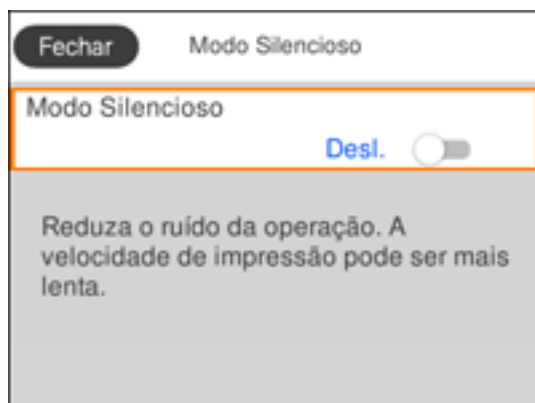 Fechar Modo Silencioso
Modo Silencioso
Desl.
Reduza o ruído da operação. A
velocidade de impressão pode ser mais
lenta.